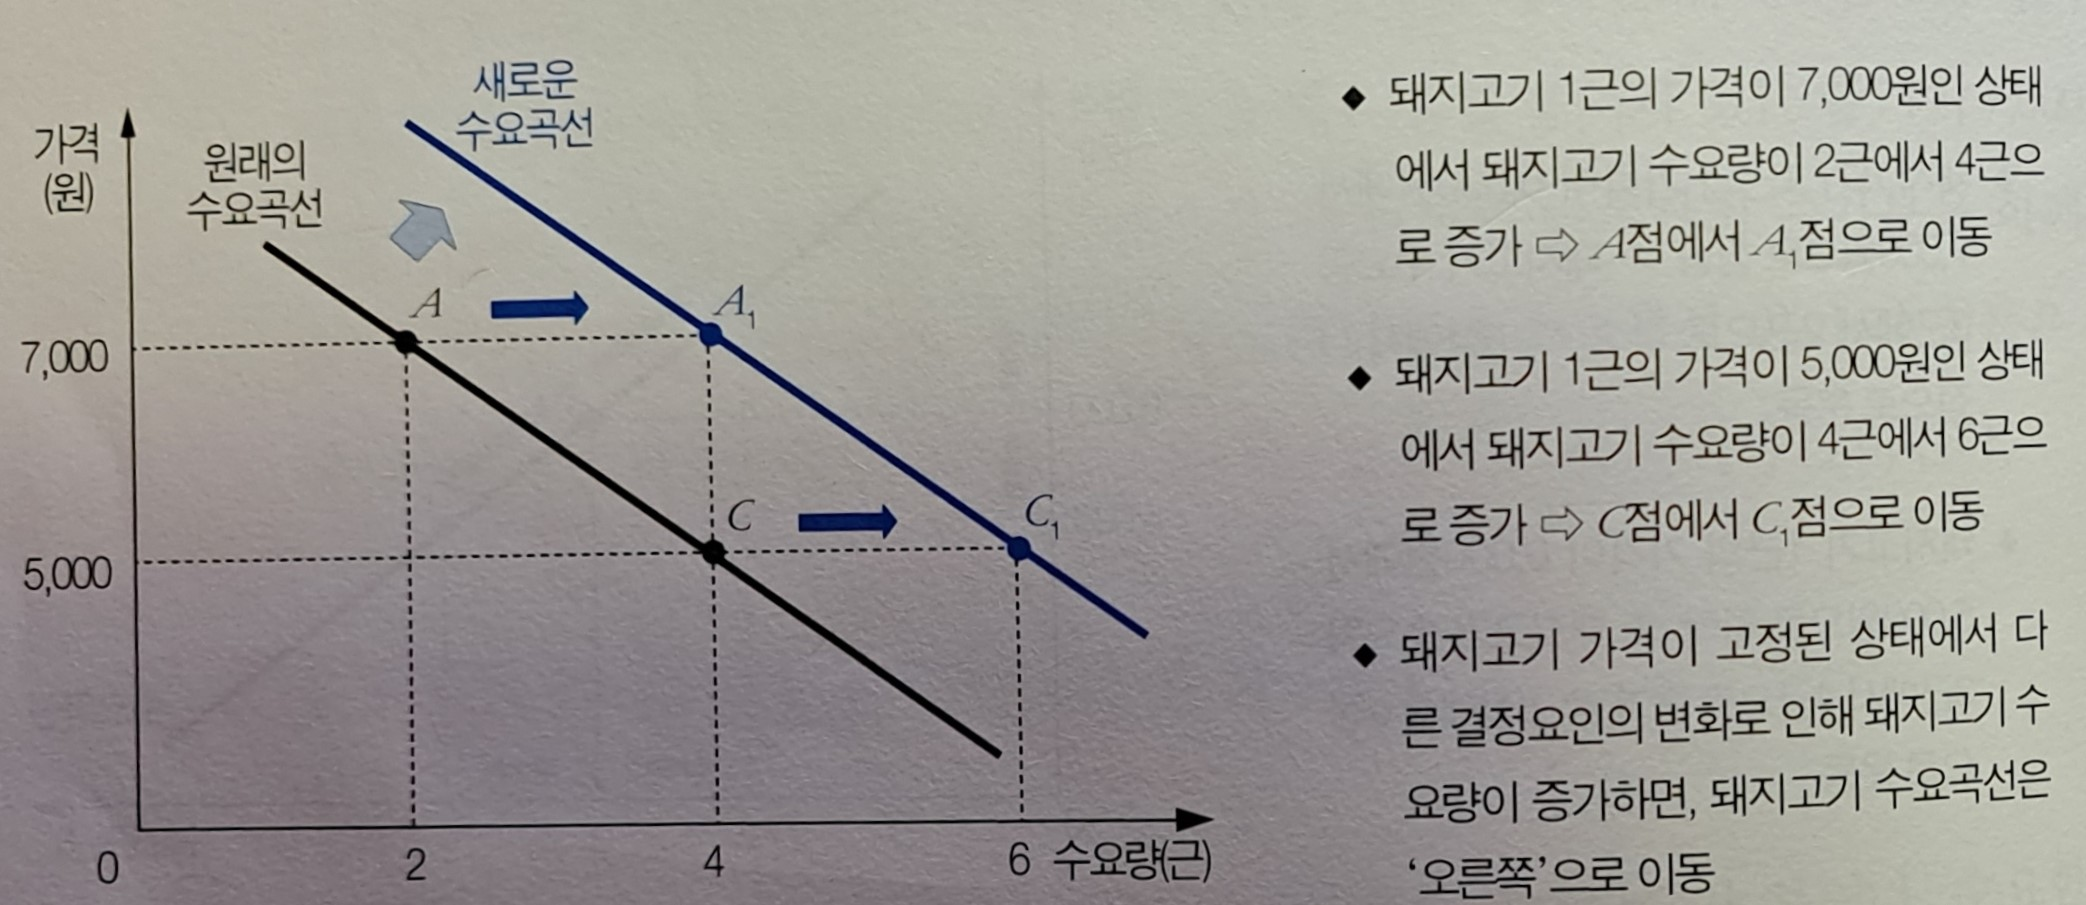 새로운
수요곡선
가격
(원)
원래의
수요곡선
A
A₁
7,000
C
C₁
5,000
0
2
4
6
수요량(근)
◆ 돼지고기 1근의 가격이 7,000원인 상태
에서 돼지고기 수요량이 2근에서 4근으
로 증가 ⇨ A점에서 A₁점으로 이동
◆ 돼지고기 1근의 가격이 5,000원인 상태
에서 돼지고기 수요량이 4근에서 6근으
로 증가 ⇨ C점에서 C₁점으로 이동
◆ 돼지고기 가격이 고정된 상태에서 다
른 결정요인의 변화로 인해 돼지고기 수
요량이 증가하면, 돼지고기 수요곡선은
‘오른쪽’으로 이동